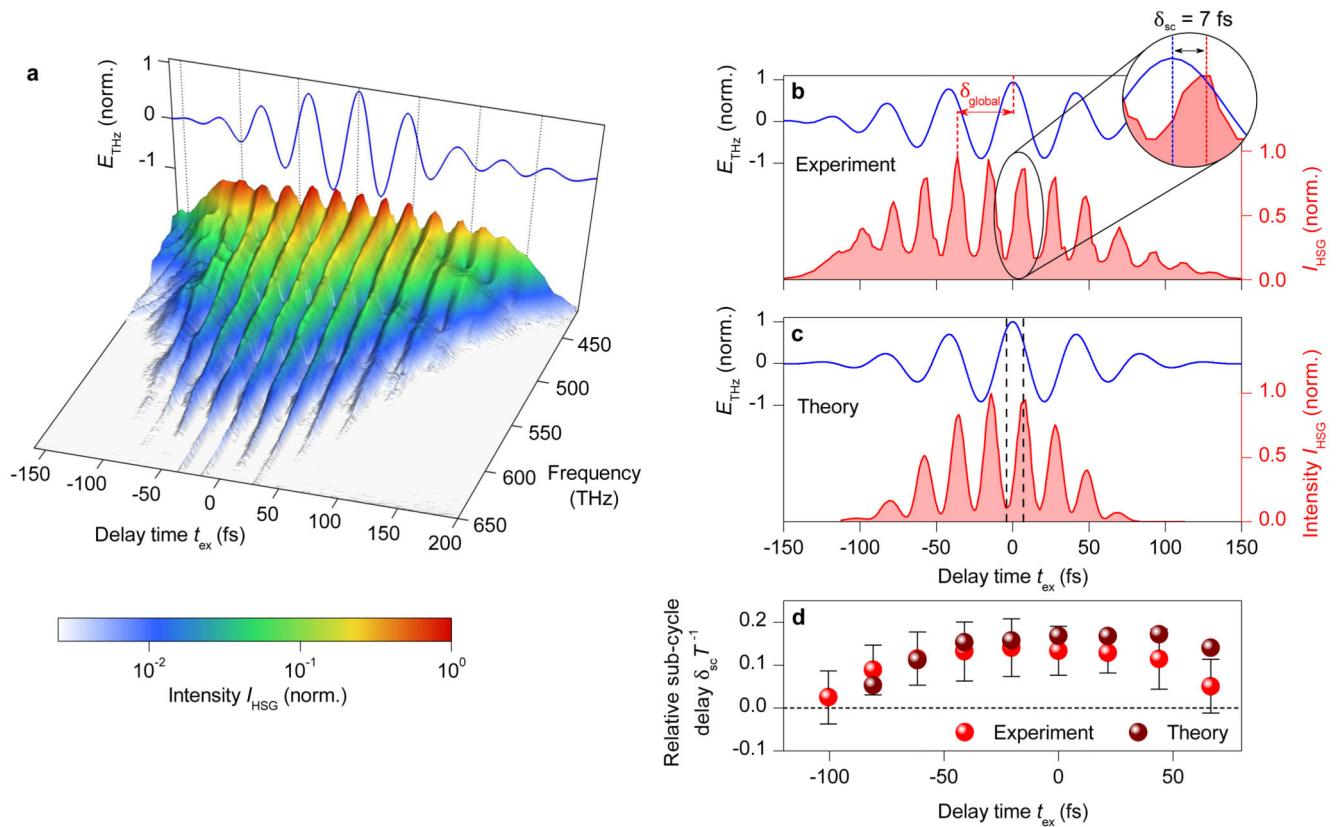 a
E_THz (norm.)
1
0
-1
450
500
550
600
650
Frequency
(THz)
-150
-100
-50
0
50
100
150
200
Delay time t_ex (fs)
10^-2
10^-1
10^0
Intensity I_HSG (norm.)
δ_sc = 7 fs
b
E_THz (norm.)
1
0
-1
δ_global
Experiment
1.0
0.5
0.0
I_HSG (norm.)
c
E_THz (norm.)
1
0
-1
Theory
1.0
0.5
0.0
Intensity I_HSG (norm.)
-150
-100
-50
0
50
100
150
Delay time t_ex (fs)
d
Relative sub-cycle
delay δ_sc T^-1
0.2
0.1
0.0
-0.1
Experiment
Theory
-100
-50
0
50
Delay time t_ex (fs)